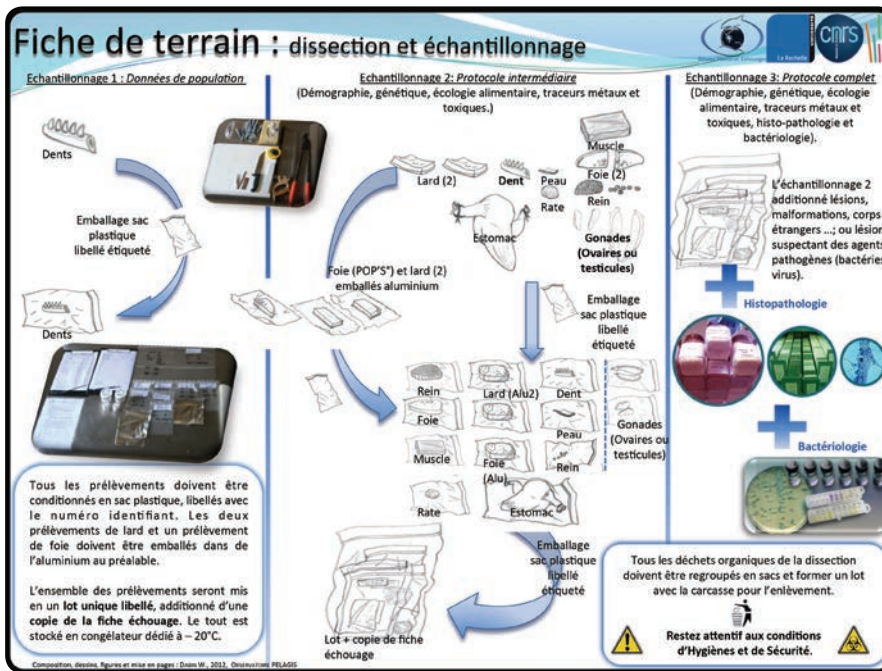 Fiche de terrain : dissection et échantillonnage
La Rochelle
cnrs
Echantillonnage 1 : Données de population
Dents
Emballage sac
plastique
libellé étiqueté
Dents
Tous les prélèvements doivent être
conditionnés en sac plastique, libellés avec
le numéro identifiant. Les deux
prélèvements de lard et un prélèvement
de foie doivent être emballés dans de
l'aluminium au préalable.
L'ensemble des prélèvements seront mis
en un lot unique libellé, additionné d'une
copie de la fiche échouage. Le tout est
stocké en congélateur dédié à – 20°C.
Composition, dessins, figures et mise en pages : Dabin W., 2012, Observatoire PELAGIS
Echantillonnage 2: Protocole intermédiaire
(Démographie, génétique, écologie alimentaire, traceurs métaux et
toxiques.)
Lard (2)
Dent
Peau
Rate
Muscle
Foie (2)
Rein
Estomac
Gonades
(Ovaires ou
testicules)
Foie (POP'S°) et lard (2)
emballés aluminium
Emballage
sac plastique
libellé
étiqueté
Rein
Lard (Alu2)
Dent
Foie
Peau
Gonades
(Ovaires ou
testicules)
Muscle
Foie
(Alu)
Rein
Rate
Estomac
Emballage
sac plastique
libellé
étiqueté
Lot + copie de fiche
échouage
Echantillonnage 3: Protocole complet
(Démographie, génétique, écologie
alimentaire, traceurs métaux et
toxiques, histo-pathologie et
bactériologie).
L'échantillonnage 2
additionné lésions,
malformations, corps
étrangers ...; ou lésion
suspectant des agents
pathogènes (bactéries
virus).
Histopathologie
Bactériologie
Tous les déchets organiques de la dissection
doivent être regroupés en sacs et former un lot
avec la carcasse pour l'enlèvement.
Restez attentif aux conditions
d'Hygiènes et de Sécurité.